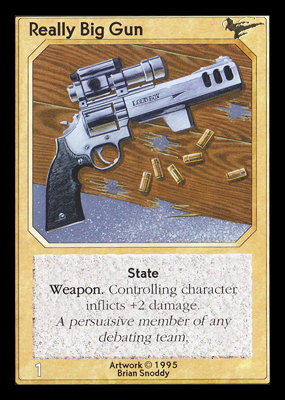 Really Big Gun
State
Weapon. Controlling character
inflicts +2 damage.
A persuasive member of any
debating team.
1
Artwork © 1995
Brian Snoddy